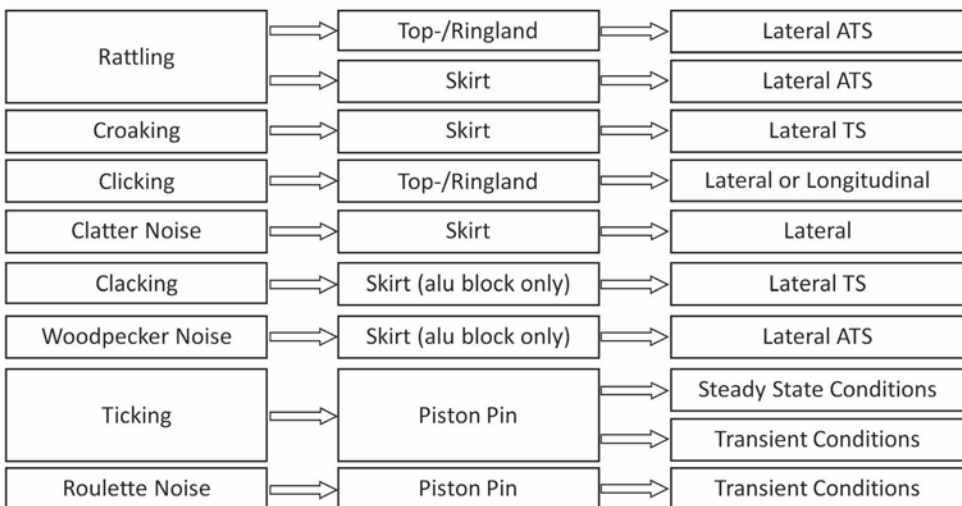 Rattling
Top-/Ringland
Lateral ATS
Skirt
Lateral ATS
Croaking
Skirt
Lateral TS
Clicking
Top-/Ringland
Lateral or Longitudinal
Clatter Noise
Skirt
Lateral
Clacking
Skirt (alu block only)
Lateral TS
Woodpecker Noise
Skirt (alu block only)
Lateral ATS
Ticking
Piston Pin
Steady State Conditions
Transient Conditions
Roulette Noise
Piston Pin
Transient Conditions